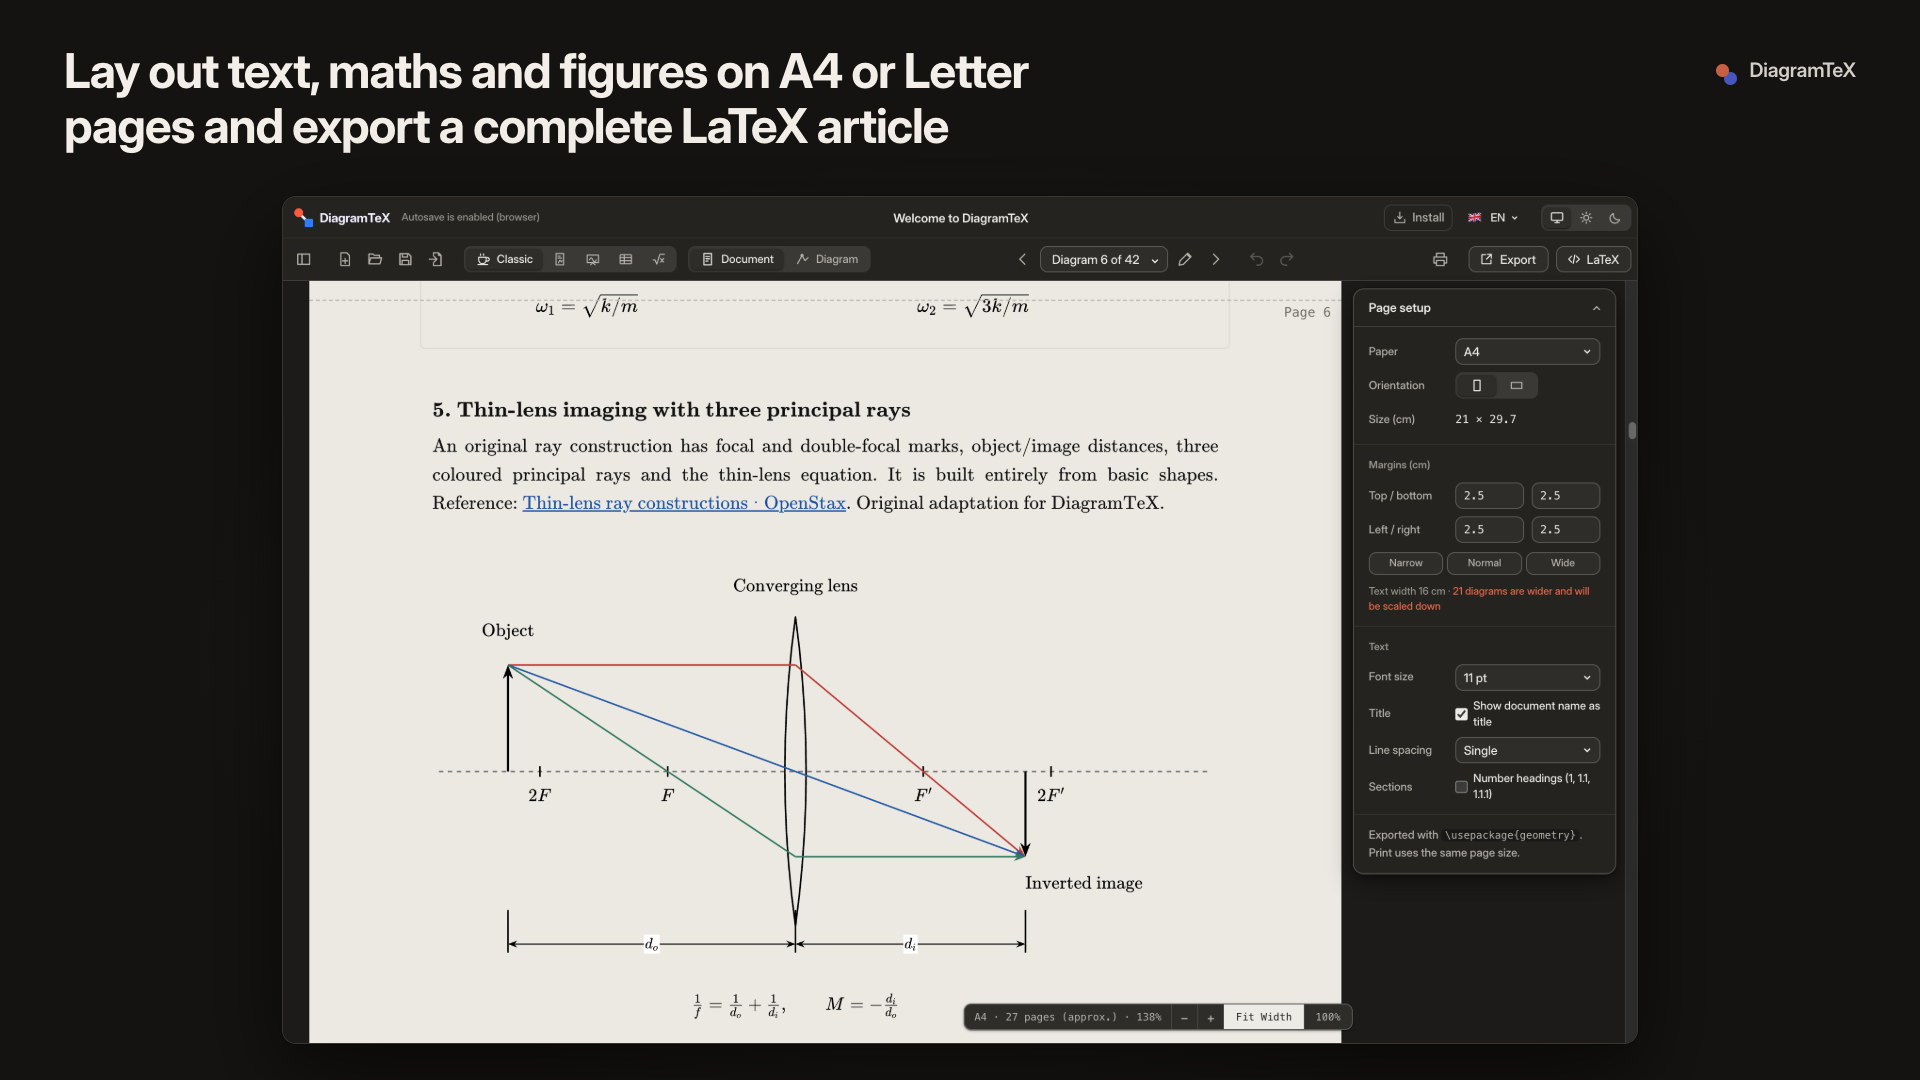 Lay out text, maths and figures on A4 or Letter
pages and export a complete LaTeX article
DiagramTeX
DiagramTeX
Autosave is enabled (browser)
Welcome to DiagramTeX
Install
EN
Classic
Document
Diagram
Diagram 6 of 42
Export
LaTeX
ω₁ = √k/m
ω₂ = √3k/m
Page 6
5. Thin-lens imaging with three principal rays
An original ray construction has focal and double-focal marks, object/image distances, three
coloured principal rays and the thin-lens equation. It is built entirely from basic shapes.
Reference: Thin-lens ray constructions · OpenStax. Original adaptation for DiagramTeX.
Converging lens
Object
2F
F
F′
2F′
Inverted image
dₒ
dᵢ
1/f = 1/dₒ + 1/dᵢ, M = −dᵢ/dₒ
A4 · 27 pages (approx.) · 138%
−
+
Fit Width
100%
Page setup
Paper
A4
Orientation
Size (cm)
21 × 29.7
Margins (cm)
Top / bottom
2.5
2.5
Left / right
2.5
2.5
Narrow
Normal
Wide
Text width 16 cm · 21 diagrams are wider and will
be scaled down
Text
Font size
11 pt
Title
Show document name as
title
Line spacing
Single
Sections
Number headings (1, 1.1,
1.1.1)
Exported with \usepackage{geometry}.
Print uses the same page size.